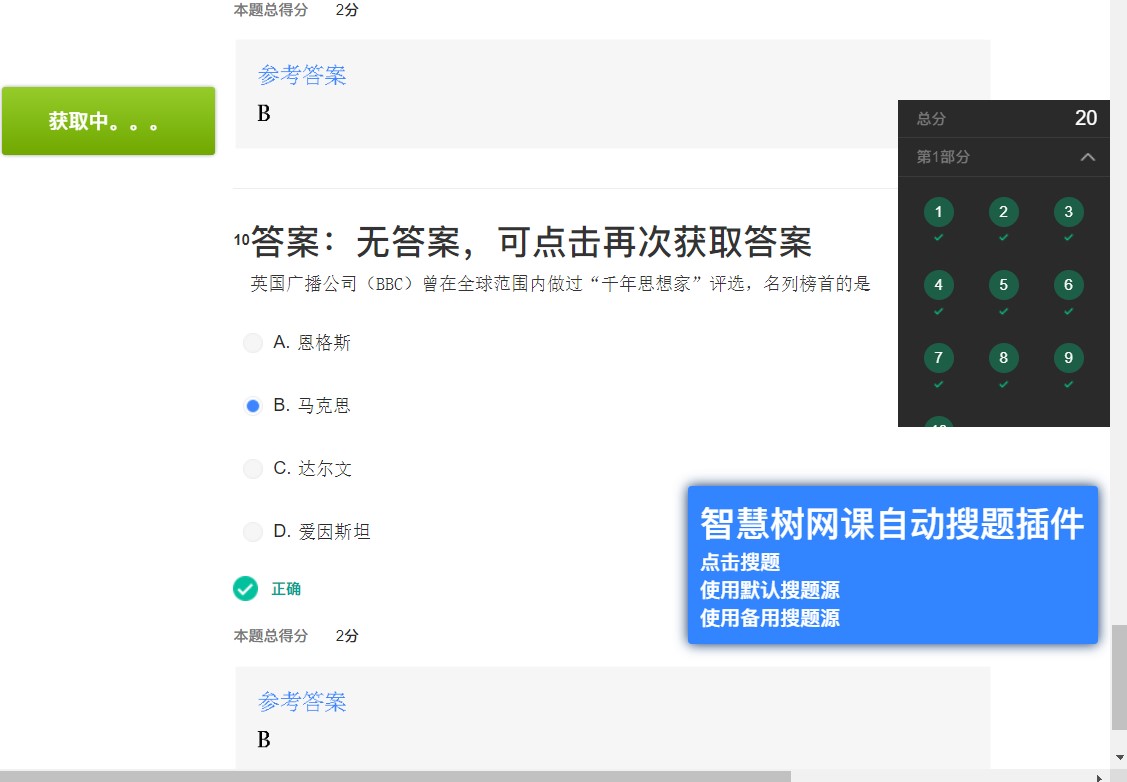 本题总得分 2分
参考答案
B
获取中。。。
总分 20
第1部分
1 2 3
4 5 6
7 8 9
10答案：无答案，可点击再次获取答案
英国广播公司（BBC）曾在全球范围内做过“千年思想家”评选，名列榜首的是
A. 恩格斯
B. 马克思
C. 达尔文
D. 爱因斯坦
正确
本题总得分 2分
智慧树网课自动搜题插件
点击搜题
使用默认搜题源
使用备用搜题源
参考答案
B